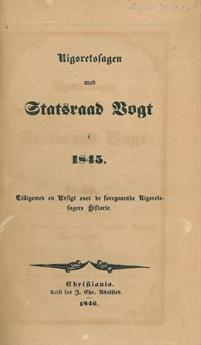 Rigsretssagen
mod
Statsraad Vogt
i
1845.
Tilligemed en Udsigt over de foregaaende Rigsrets-
sagers Historie.
Christiania.
Trykt hos J. Chr. Abelsted.
1846.